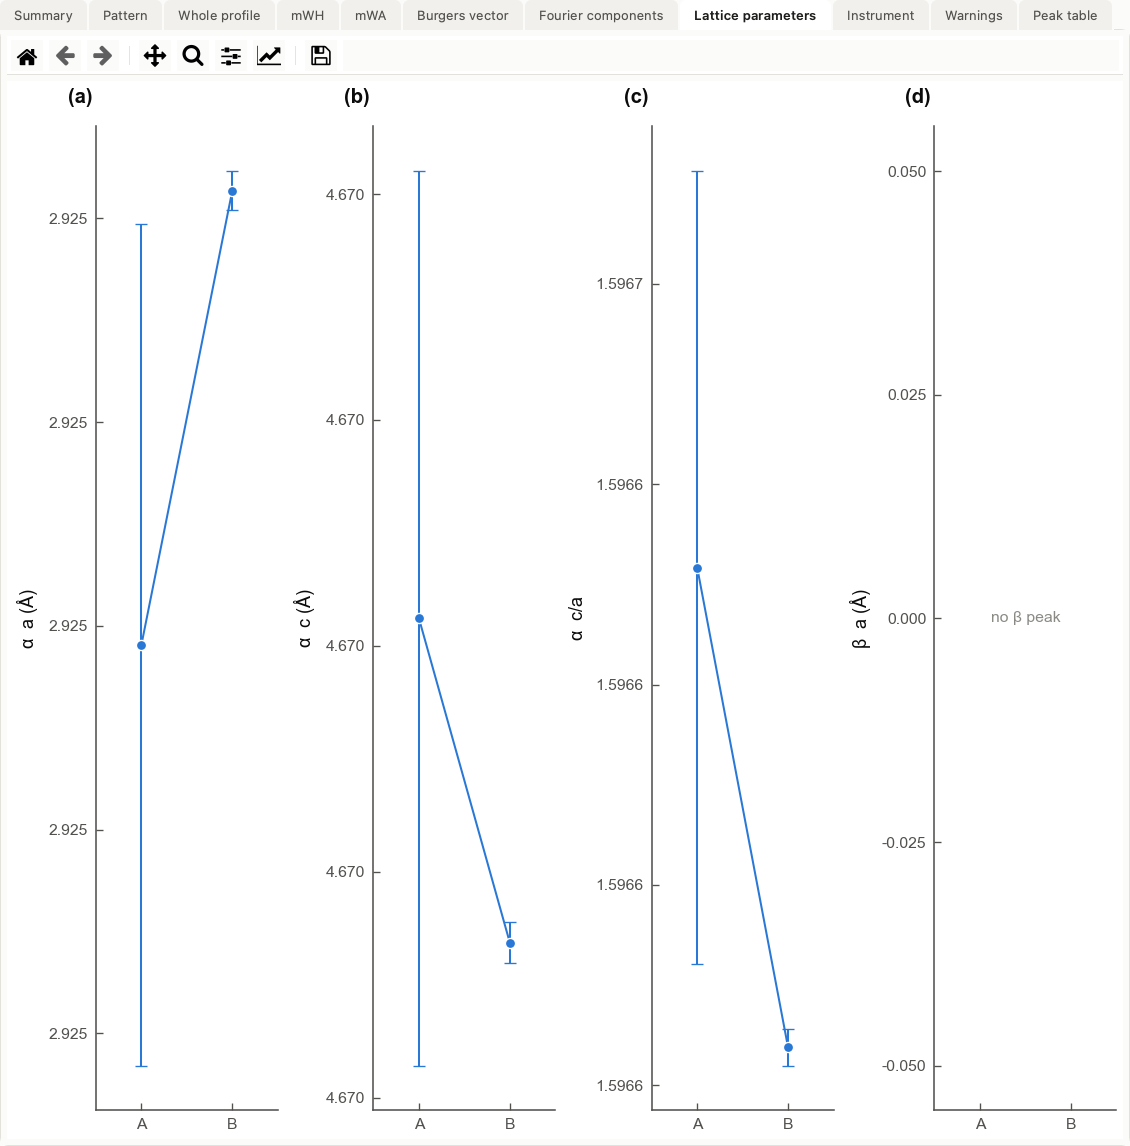 Summary Pattern Whole profile mWH mWA Burgers vector Fourier components Lattice parameters Instrument Warnings Peak table
(a) (b) (c) (d)
α a (Å)
2.925
2.925
2.925
2.925
2.925
A B
α c (Å)
4.670
4.670
4.670
4.670
4.670
A B
α c/a
1.5967
1.5966
1.5966
1.5966
1.5966
A B
β a (Å)
0.050
0.025
0.000
-0.025
-0.050
no β peak
A B